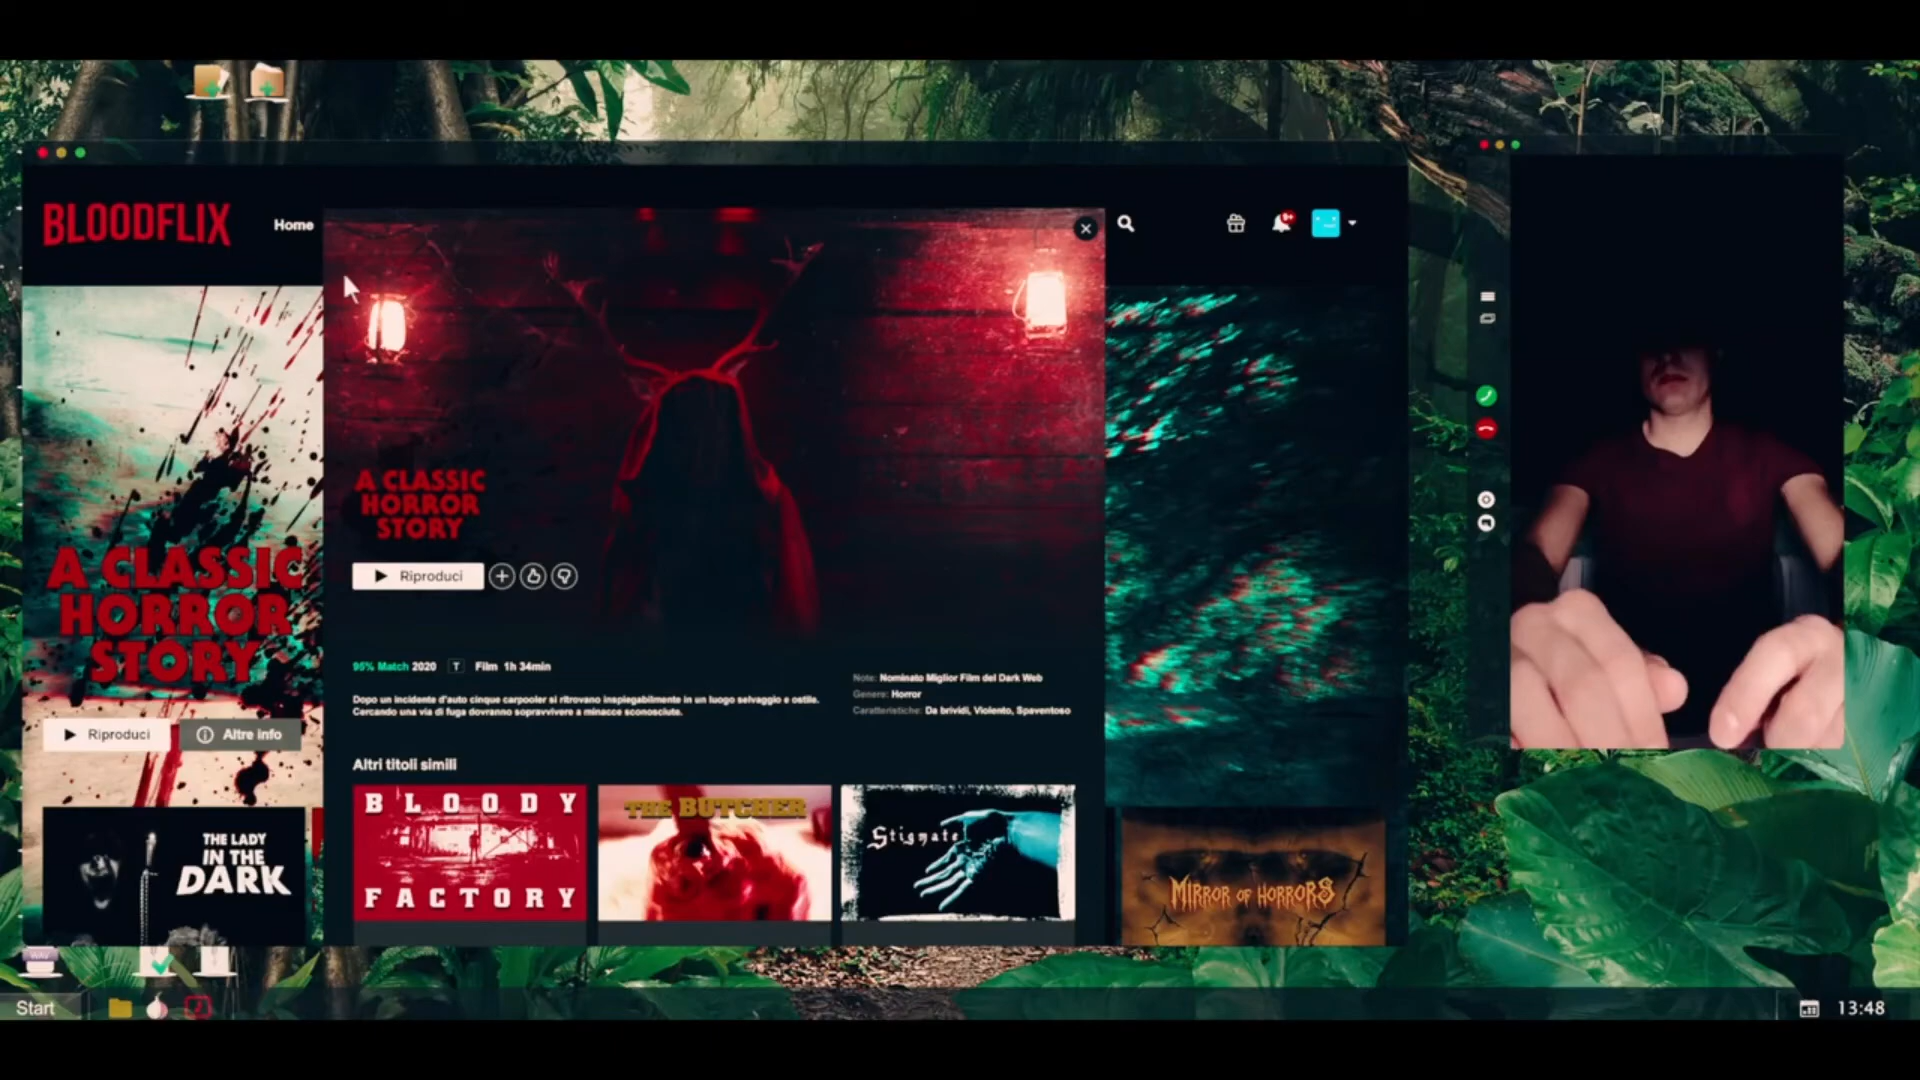 BLOODFLIX
Home
9+
A CLASSIC
HORROR
STORY
Riproduci
95% Match 2020 T Film 1h 34min
Dopo un incidente d'auto cinque carpooler si ritrovano inspiegabilmente in un luogo selvaggio e ostile.
Cercando una via di fuga dovranno sopravvivere a minacce sconosciute.
Note: Nominato Miglior Film del Dark Web
Genere: Horror
Caratteristiche: Da brividi, Violento, Spaventoso
Altri titoli simili
BLOODY
FACTORY
THE BUTCHER
Stigmate
A CLASSIC
HORROR
STORY
Riproduci
Altre info
THE LADY
IN THE
DARK
MIRROR OF HORRORS
WAV
Start
13:48